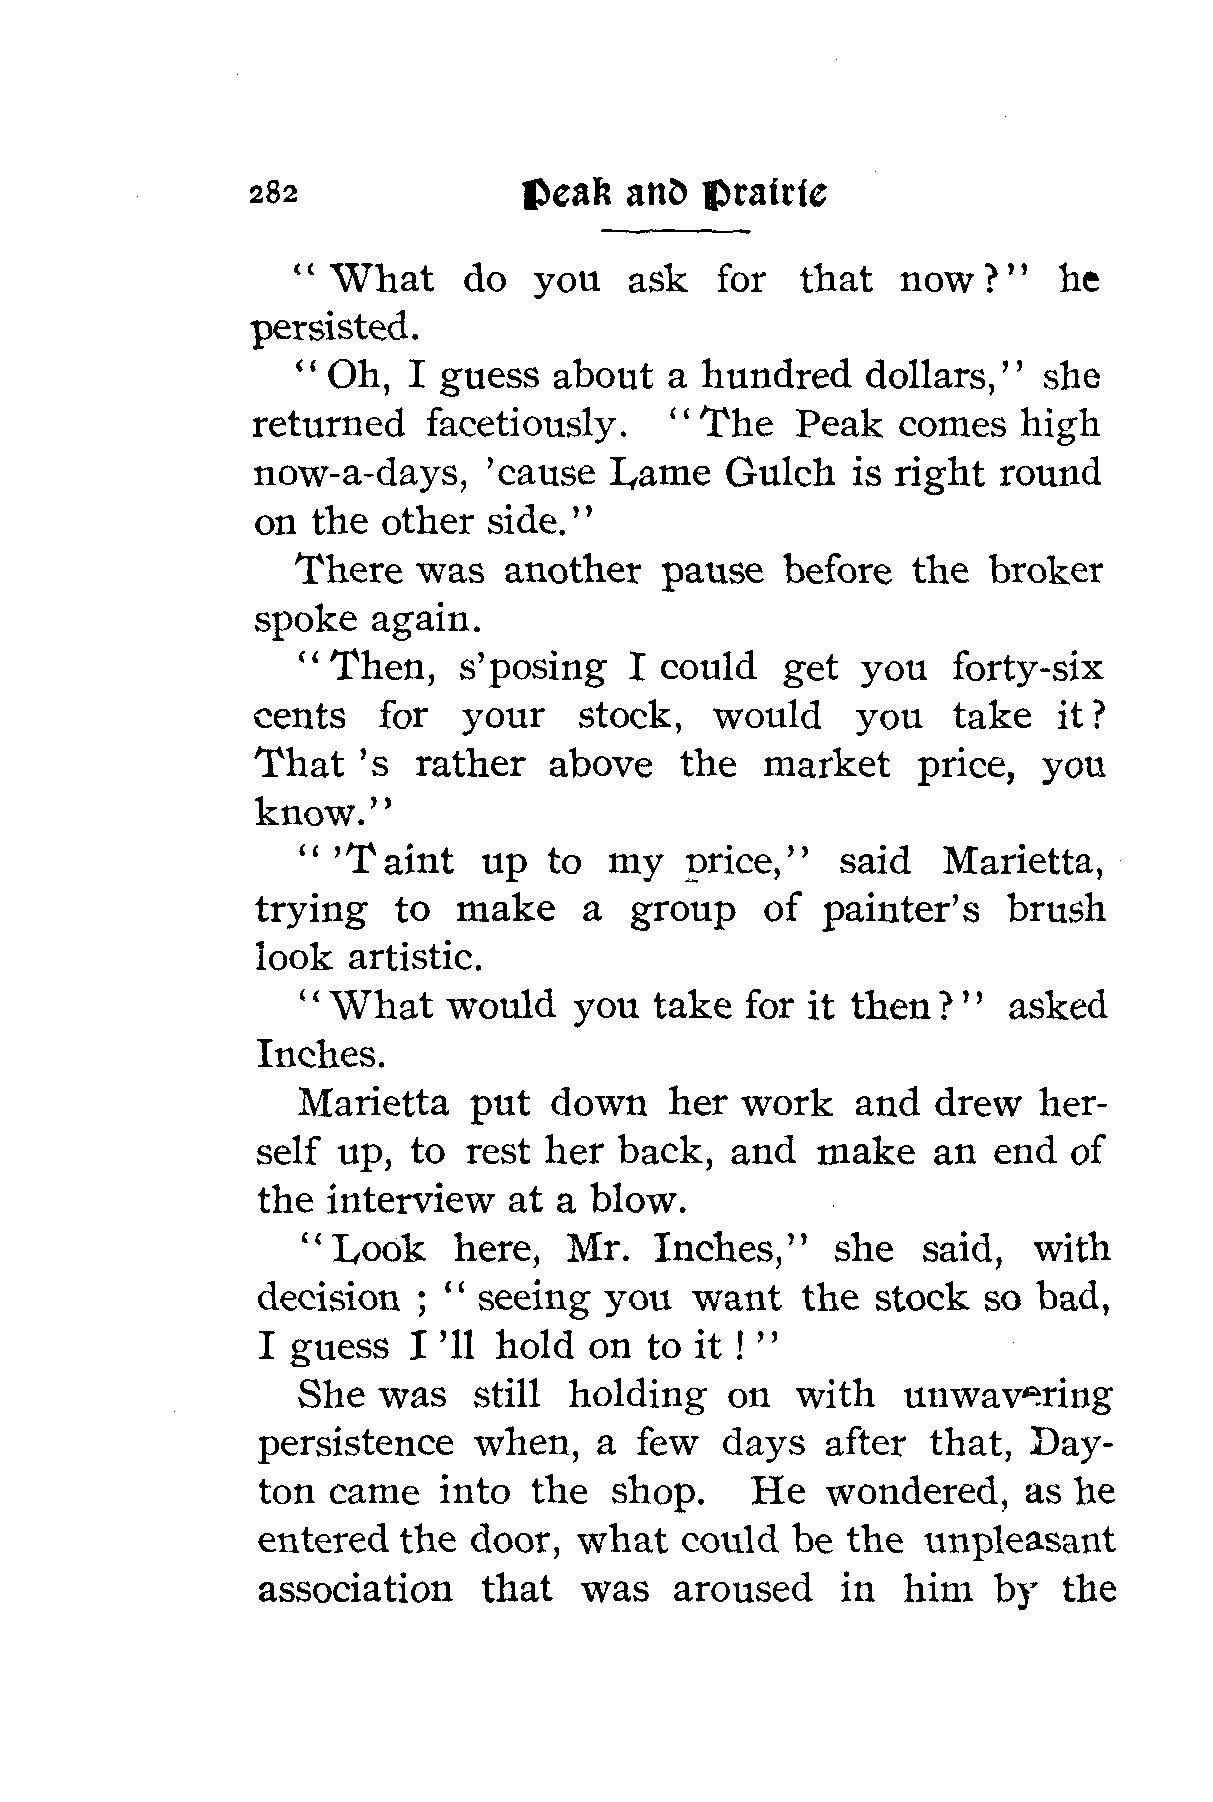 282 Peak and Prairie
" What do you ask for that now ? " he
persisted.
" Oh, I guess about a hundred dollars," she
returned facetiously. " The Peak comes high
now-a-days, 'cause Lame Gulch is right round
on the other side."
There was another pause before the broker
spoke again.
" Then, s'posing I could get you forty-six
cents for your stock, would you take it ?
That 's rather above the market price, you
know."
" 'T aint up to my price," said Marietta,
trying to make a group of painter's brush
look artistic.
" What would you take for it then ? " asked
Inches.
Marietta put down her work and drew her-
self up, to rest her back, and make an end of
the interview at a blow.
" Look here, Mr. Inches," she said, with
decision ; " seeing you want the stock so bad,
I guess I 'll hold on to it ! "
She was still holding on with unwavering
persistence when, a few days after that, Day-
ton came into the shop. He wondered, as he
entered the door, what could be the unpleasant
association that was aroused in him by the